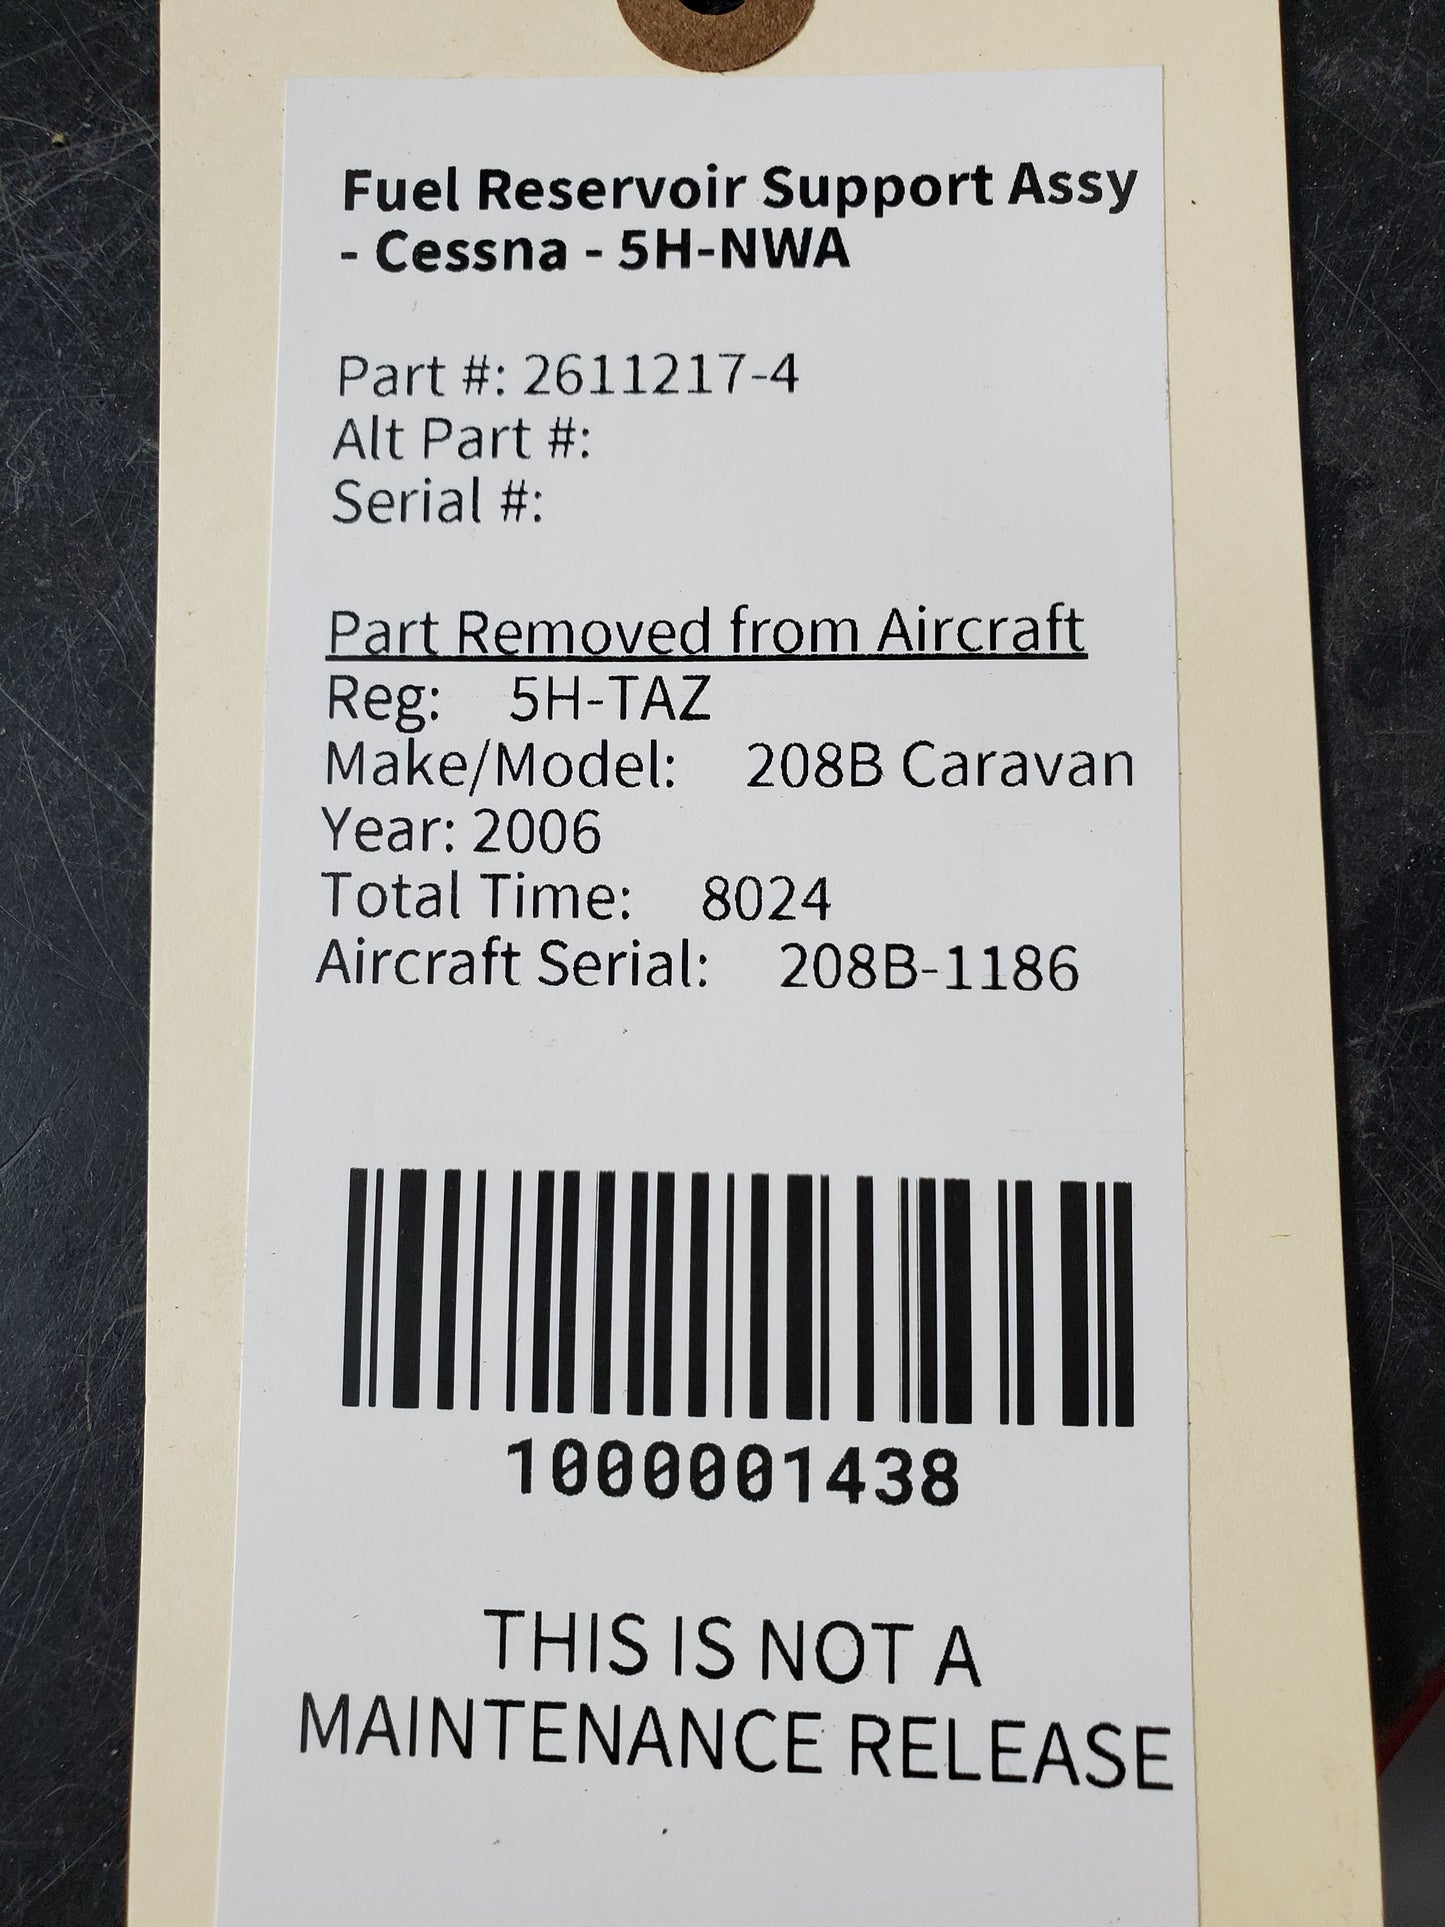 Fuel Reservoir Support Assy
- Cessna - 5H-NWA
Part #: 2611217-4
Alt Part #:
Serial #:
Part Removed from Aircraft
Reg: 5H-TAZ
Make/Model: 208B Caravan
Year: 2006
Total Time: 8024
Aircraft Serial: 208B-1186
1000001438
THIS IS NOT A
MAINTENANCE RELEASE